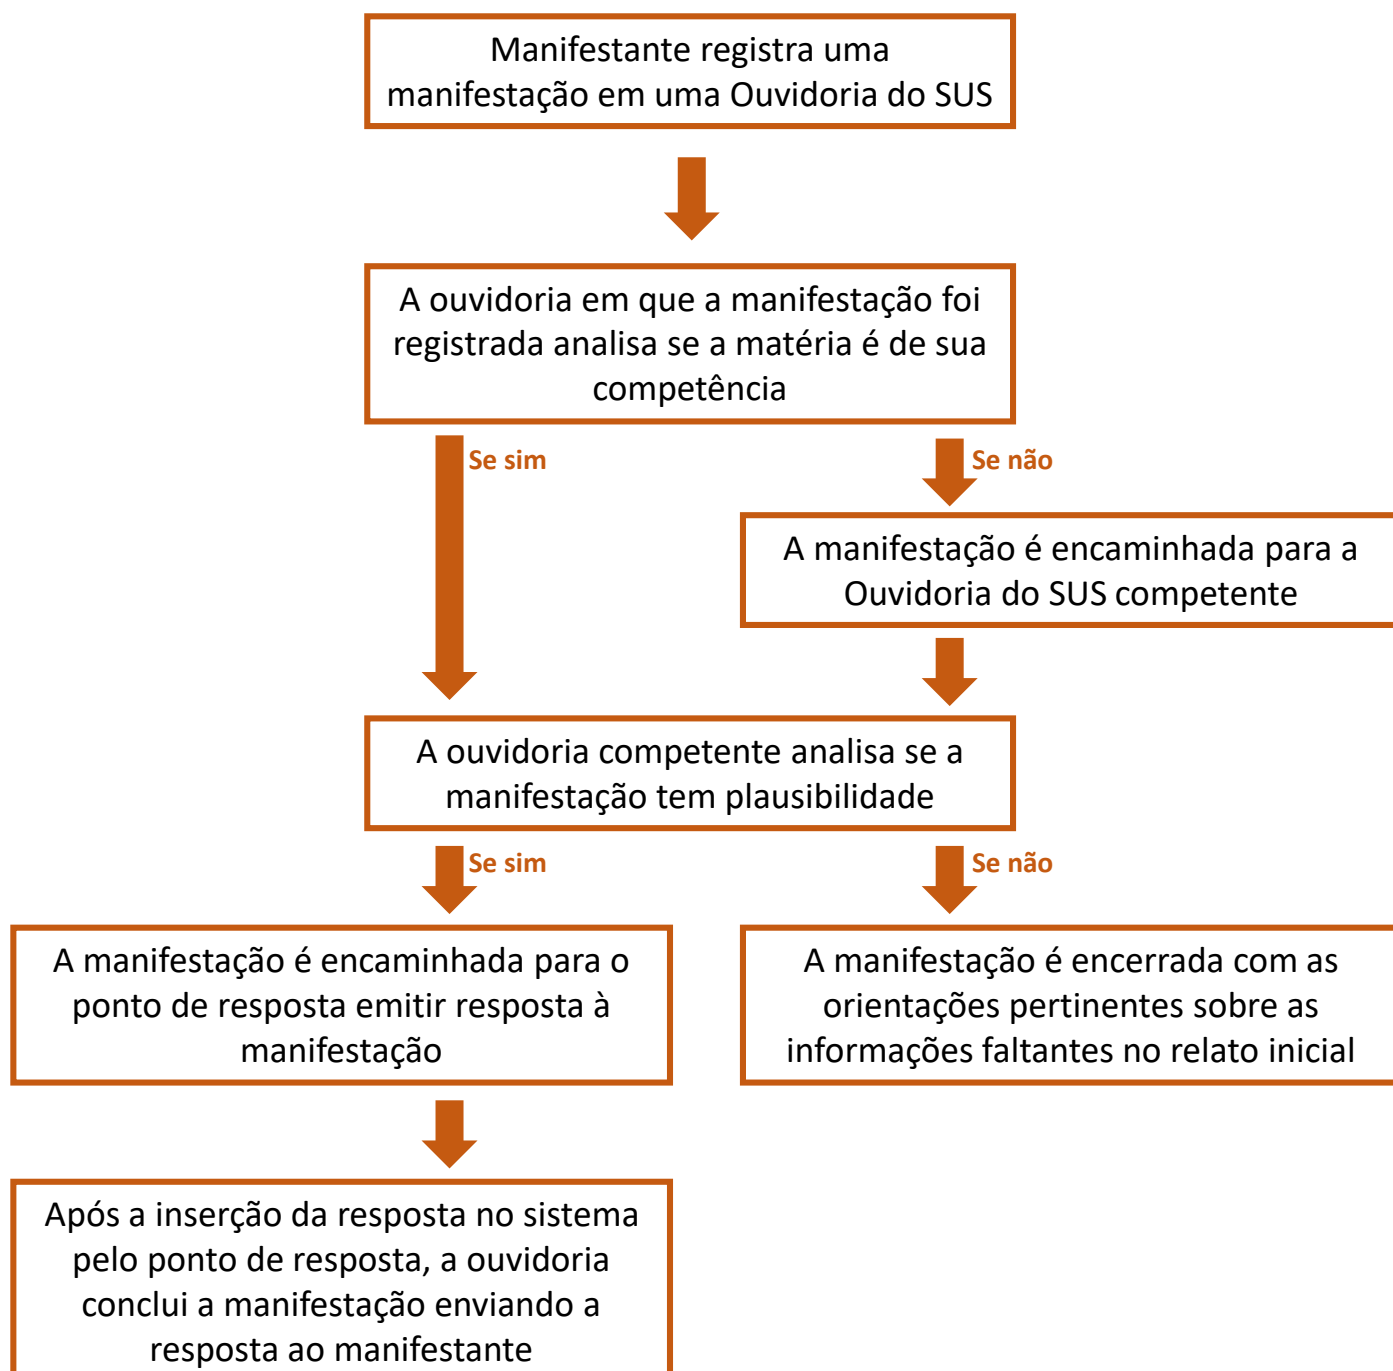 Manifestante registra uma
manifestação em uma Ouvidoria do SUS
A ouvidoria em que a manifestação foi
registrada analisa se a matéria é de sua
competência
Se sim
Se não
A manifestação é encaminhada para a
Ouvidoria do SUS competente
A ouvidoria competente analisa se a
manifestação tem plausibilidade
Se sim
Se não
A manifestação é encaminhada para o
ponto de resposta emitir resposta à
manifestação
A manifestação é encerrada com as
orientações pertinentes sobre as
informações faltantes no relato inicial
Após a inserção da resposta no sistema
pelo ponto de resposta, a ouvidoria
conclui a manifestação enviando a
resposta ao manifestante